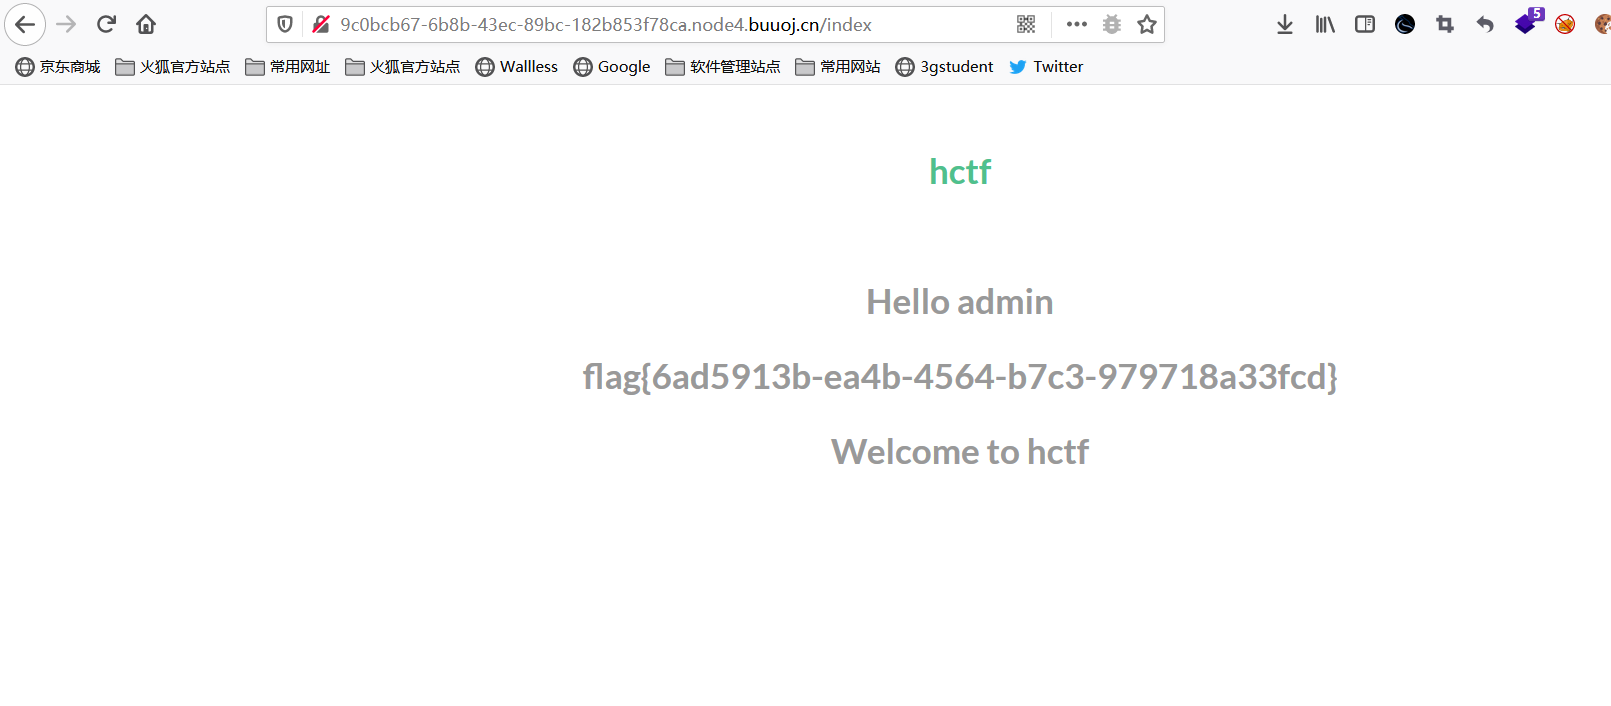 9c0bcb67-6b8b-43ec-89bc-182b853f78ca.node4.buuoj.cn/index
5
京东商城 火狐官方站点 常用网址 火狐官方站点 Wallless Google 软件管理站点 常用网站 3gstudent Twitter
hctf
Hello admin
flag{6ad5913b-ea4b-4564-b7c3-979718a33fcd}
Welcome to hctf